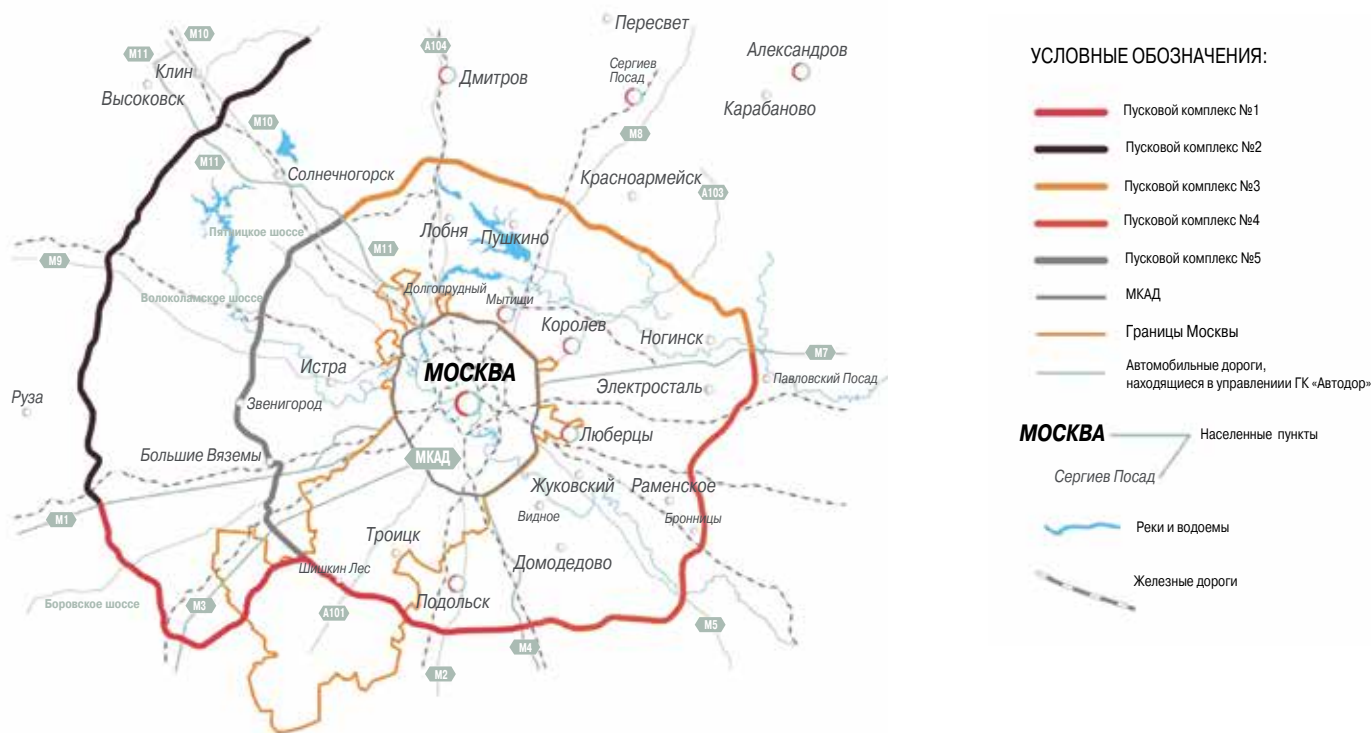 Пересвет
М10
М11
А104
Александров
Клин
Сергиев
Посад
Дмитров
Высоковск
Карабаново
М10
М8
М11
Солнечногорск
Красноармейск
А103
Лобня
Пушкино
Пятницкое шоссе
М11
М9
Долгопрудный
Мытищи
Волоколамское шоссе
Королев
Ногинск
М7
Истра
МОСКВА
Электросталь
Павловский Посад
Руза
Звенигород
Люберцы
Большие Вяземы
МКАД
Жуковский
Раменское
М1
Видное
Бронницы
Троицк
Домодедово
Шишкин Лес
Подольск
Боровское шоссе
М3
А101
М5
М4
М2
УСЛОВНЫЕ ОБОЗНАЧЕНИЯ:
Пусковой комплекс №1
Пусковой комплекс №2
Пусковой комплекс №3
Пусковой комплекс №4
Пусковой комплекс №5
МКАД
Границы Москвы
Автомобильные дороги,
находящиеся в управлениии ГК «Автодор»
МОСКВА
Населенные пункты
Сергиев Посад
Реки и водоемы
Железные дороги